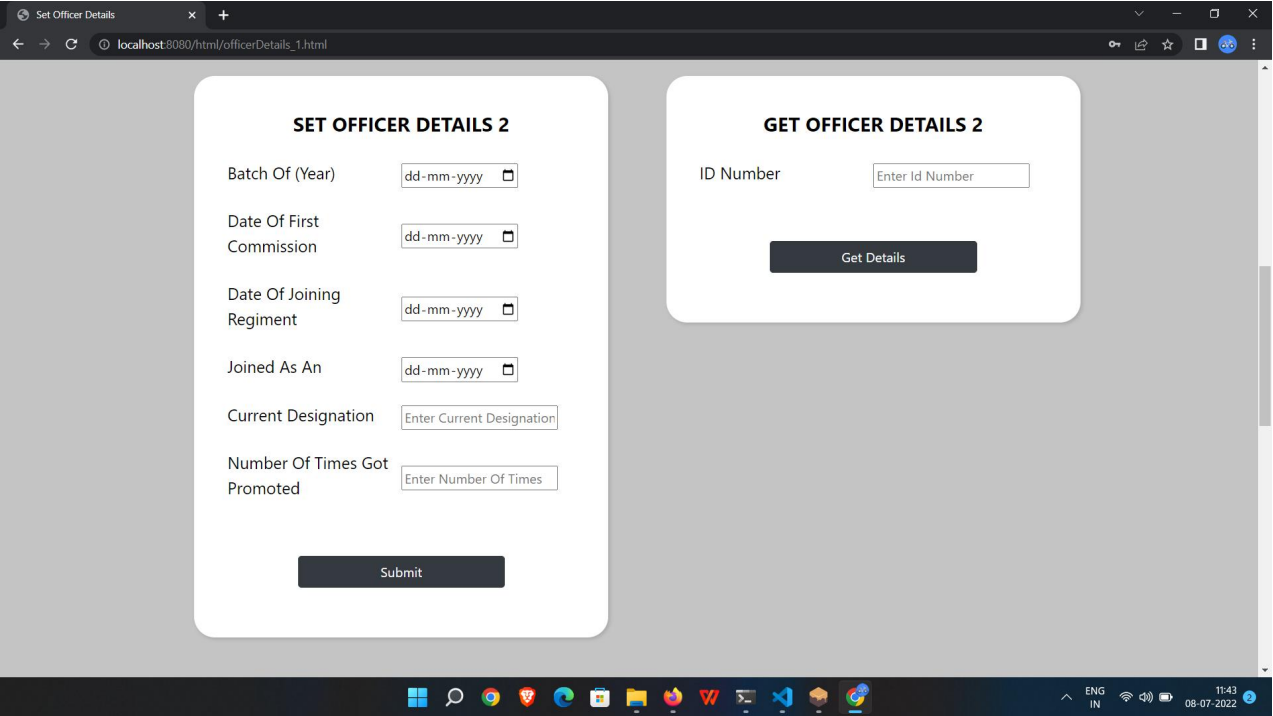 Set Officer Details
localhost:8080/html/officerDetails_1.html
SET OFFICER DETAILS 2
Batch Of (Year)
dd-mm-yyyy
Date Of First
Commission
dd-mm-yyyy
Date Of Joining
Regiment
dd-mm-yyyy
Joined As An
dd-mm-yyyy
Current Designation
Enter Current Designation
Number Of Times Got
Promoted
Enter Number Of Times
Submit
GET OFFICER DETAILS 2
ID Number
Enter Id Number
Get Details
ENG
IN
11:43
08-07-2022
2